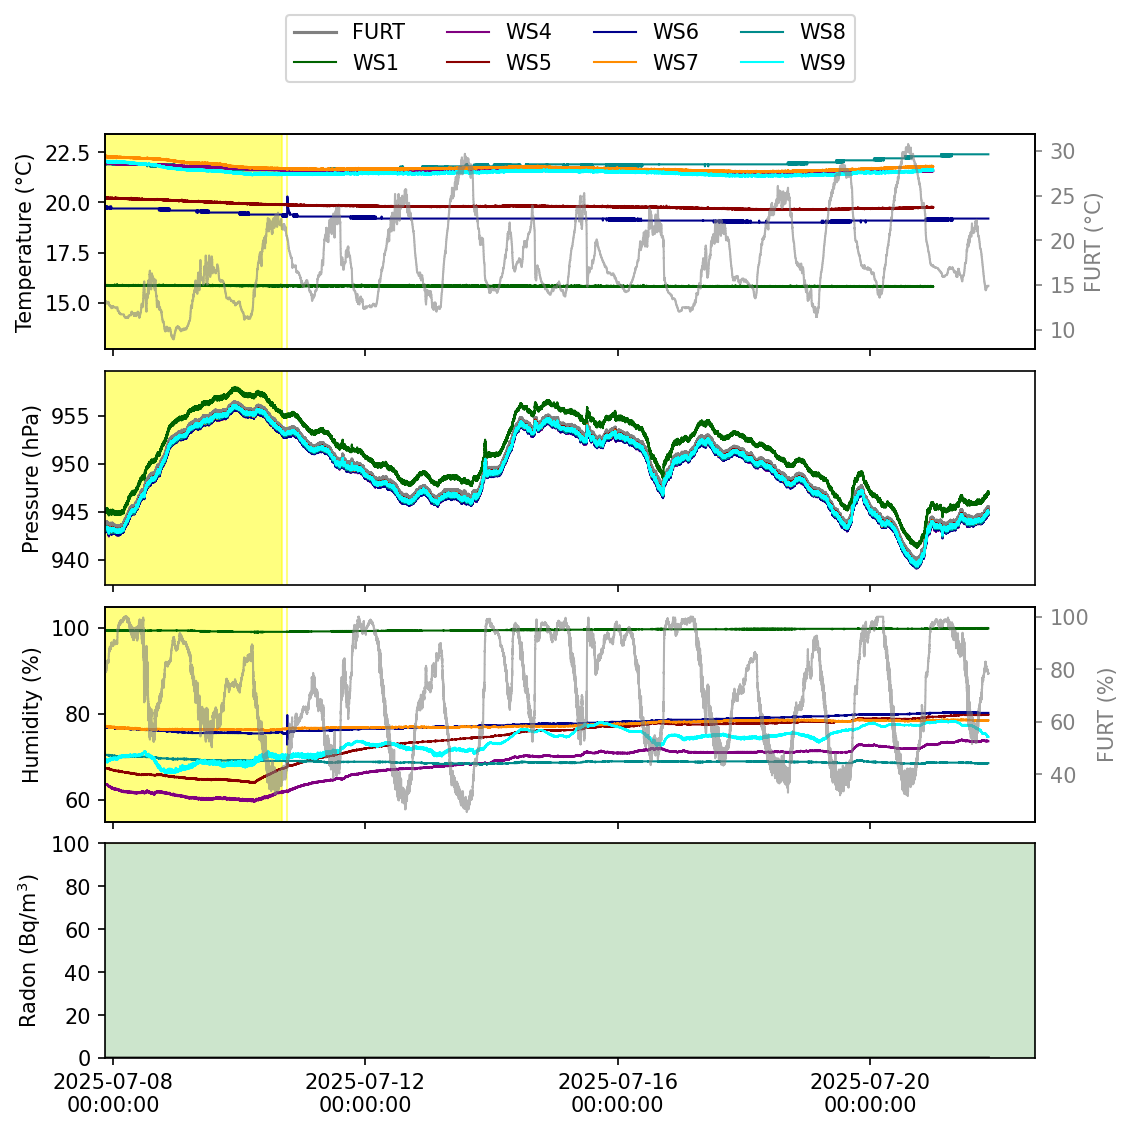 FURT WS4 WS6 WS8
WS1 WS5 WS7 WS9
Temperature (°C)
22.5
20.0
17.5
15.0
30
25
20
15
10
FURT (°C)
Pressure (hPa)
955
950
945
940
Humidity (%)
100
80
60
100
80
60
40
FURT (%)
Radon (Bq/m³)
100
80
60
40
20
0
2025-07-08 2025-07-12 2025-07-16 2025-07-20
00:00:00 00:00:00 00:00:00 00:00:00